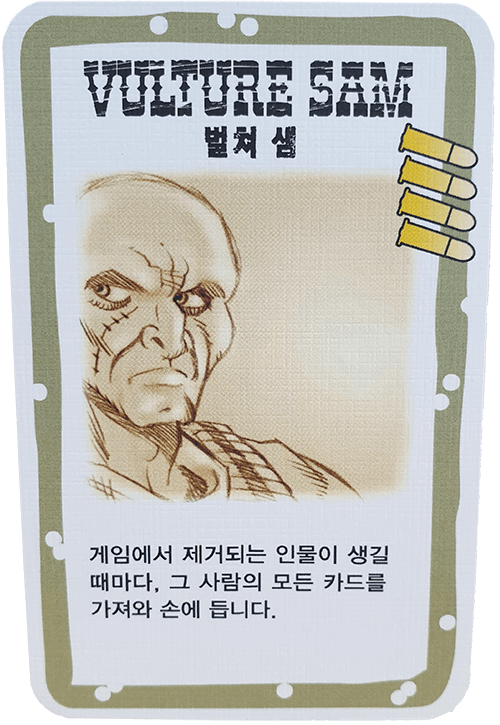 VULTURE SAM
벌쳐 샘
게임에서 제거되는 인물이 생길
때마다, 그 사람의 모든 카드를
가져와 손에 둡니다.